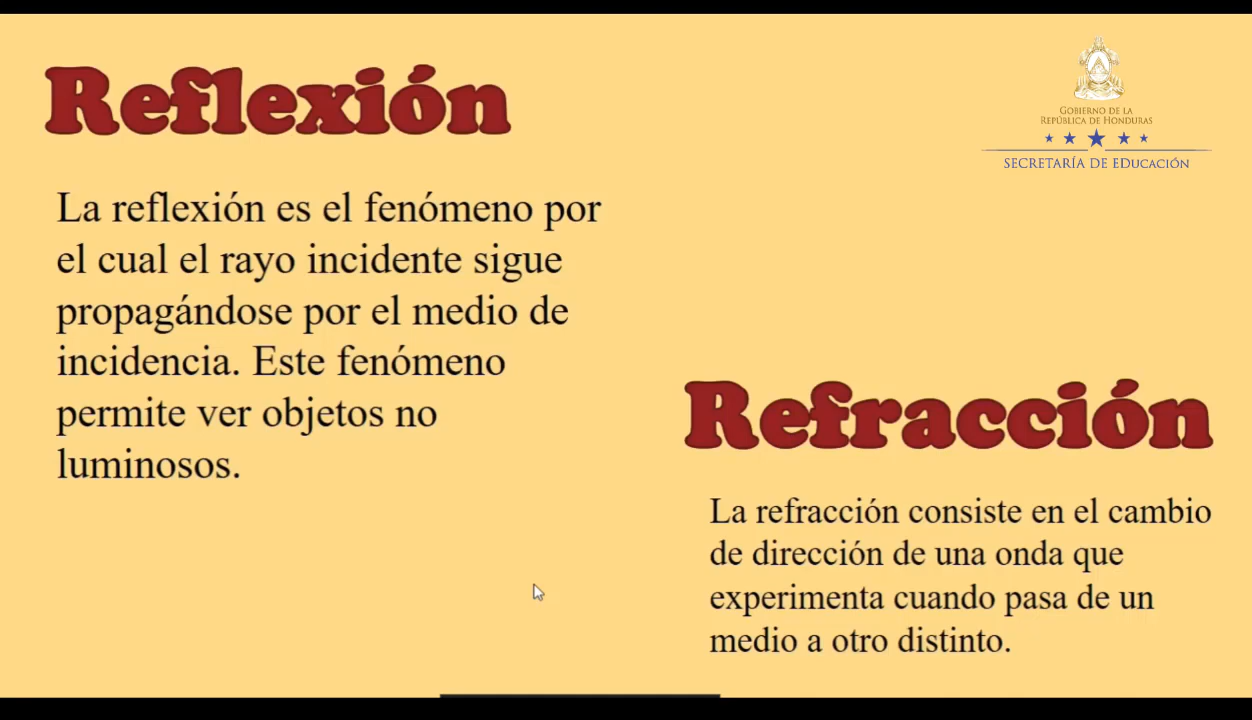 Reflexión
GOBIERNO DE LA
REPÚBLICA DE HONDURAS
SECRETARÍA DE EDUCACIÓN
La reflexión es el fenómeno por
el cual el rayo incidente sigue
propagándose por el medio de
incidencia. Este fenómeno
permite ver objetos no
luminosos.
Refracción
La refracción consiste en el cambio
de dirección de una onda que
experimenta cuando pasa de un
medio a otro distinto.